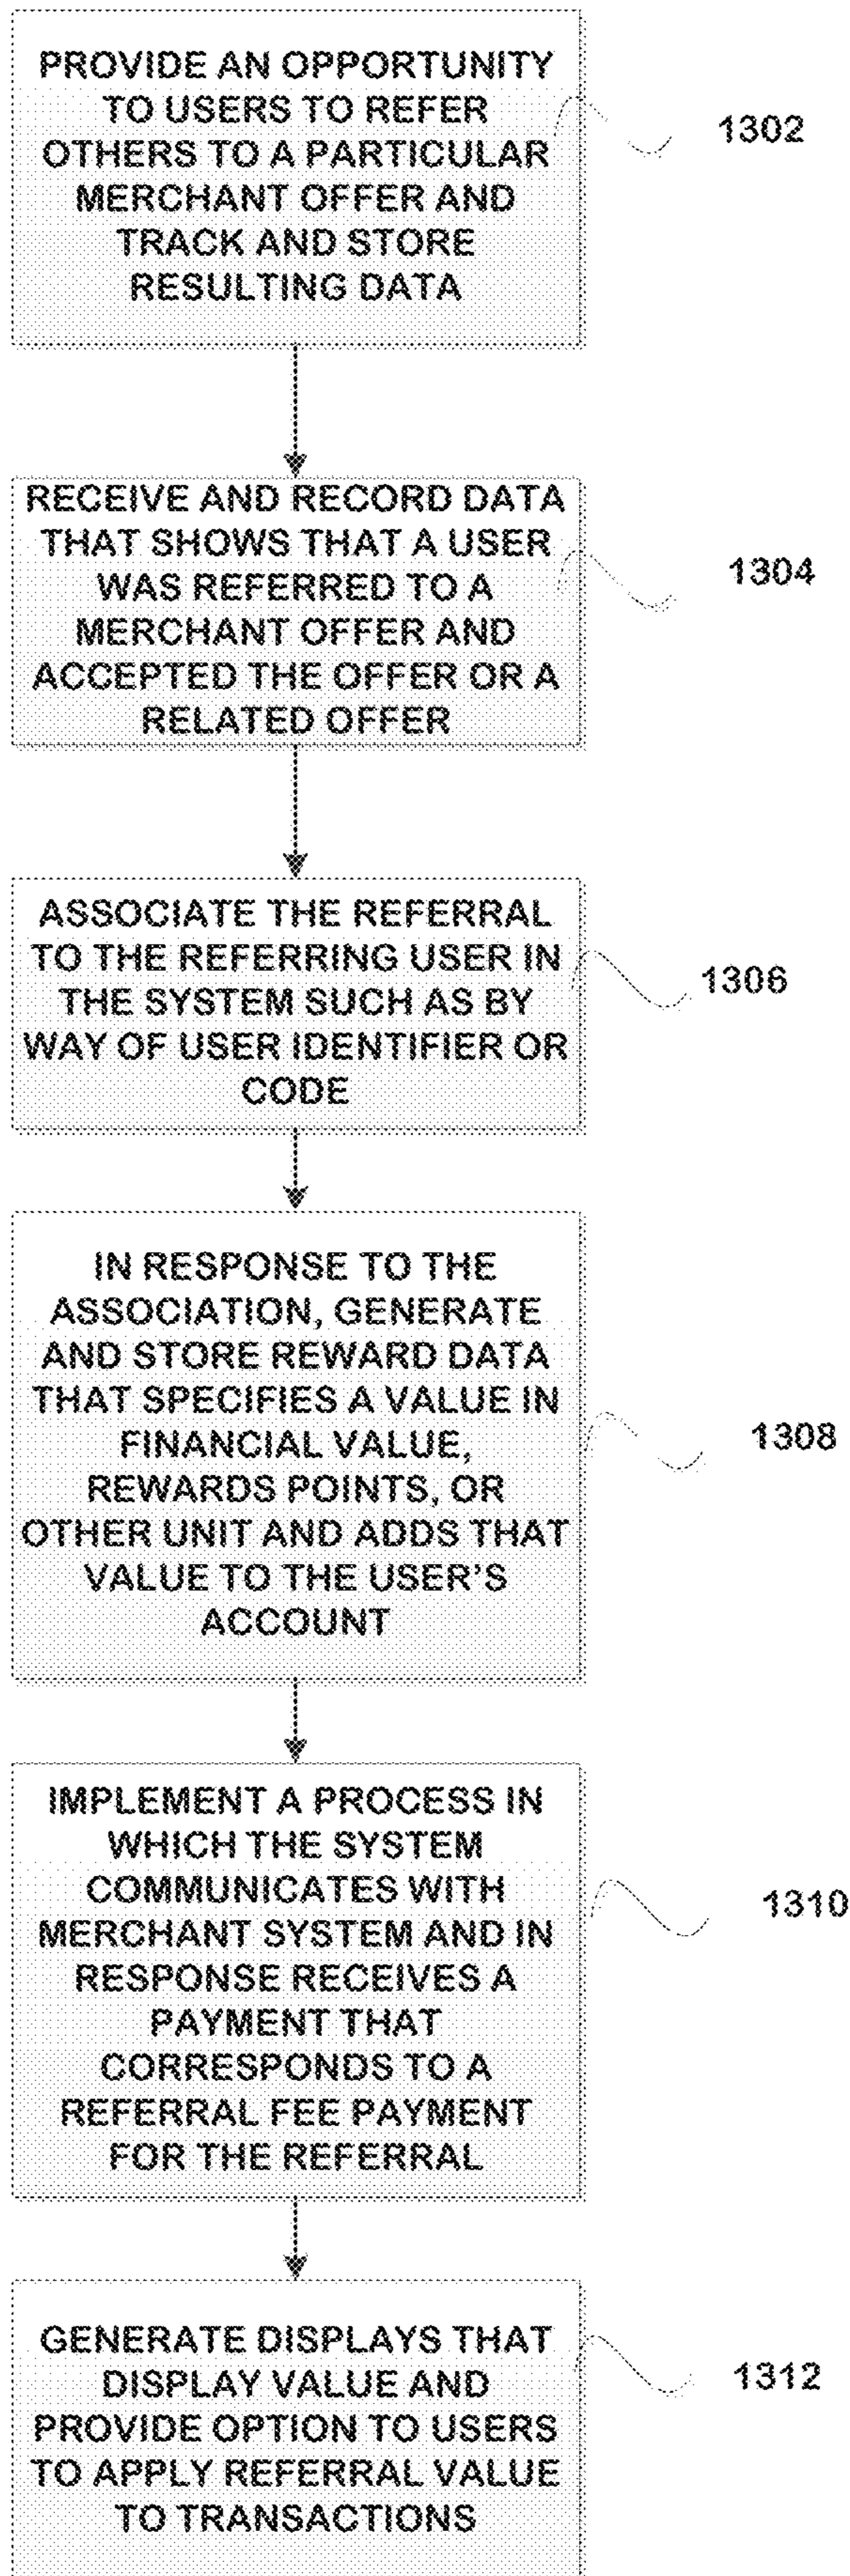 PROVIDE AN OPPORTUNITY
TO USERS TO REFER
OTHERS TO A PARTICULAR
MERCHANT OFFER AND
TRACK AND STORE
RESULTING DATA
1302
RECEIVE AND RECORD DATA
THAT SHOWS THAT A USER
WAS REFERRED TO A
MERCHANT OFFER AND
ACCEPTED THE OFFER OR A
RELATED OFFER
1304
ASSOCIATE THE REFERRAL
TO THE REFERRING USER IN
THE SYSTEM SUCH AS BY
WAY OF USER IDENTIFIER OR
CODE
1306
IN RESPONSE TO THE
ASSOCIATION, GENERATE
AND STORE REWARD DATA
THAT SPECIFIES A VALUE IN
FINANCIAL VALUE,
REWARDS POINTS, OR
OTHER UNIT AND ADDS THAT
VALUE TO THE USER'S
ACCOUNT
1308
IMPLEMENT A PROCESS IN
WHICH THE SYSTEM
COMMUNICATES WITH
MERCHANT SYSTEM AND IN
RESPONSE RECEIVES A
PAYMENT THAT
CORRESPONDS TO A
REFERRAL FEE PAYMENT
FOR THE REFERRAL
1310
GENERATE DISPLAYS THAT
DISPLAY VALUE AND
PROVIDE OPTION TO USERS
TO APPLY REFERRAL VALUE
TO TRANSACTIONS
1312